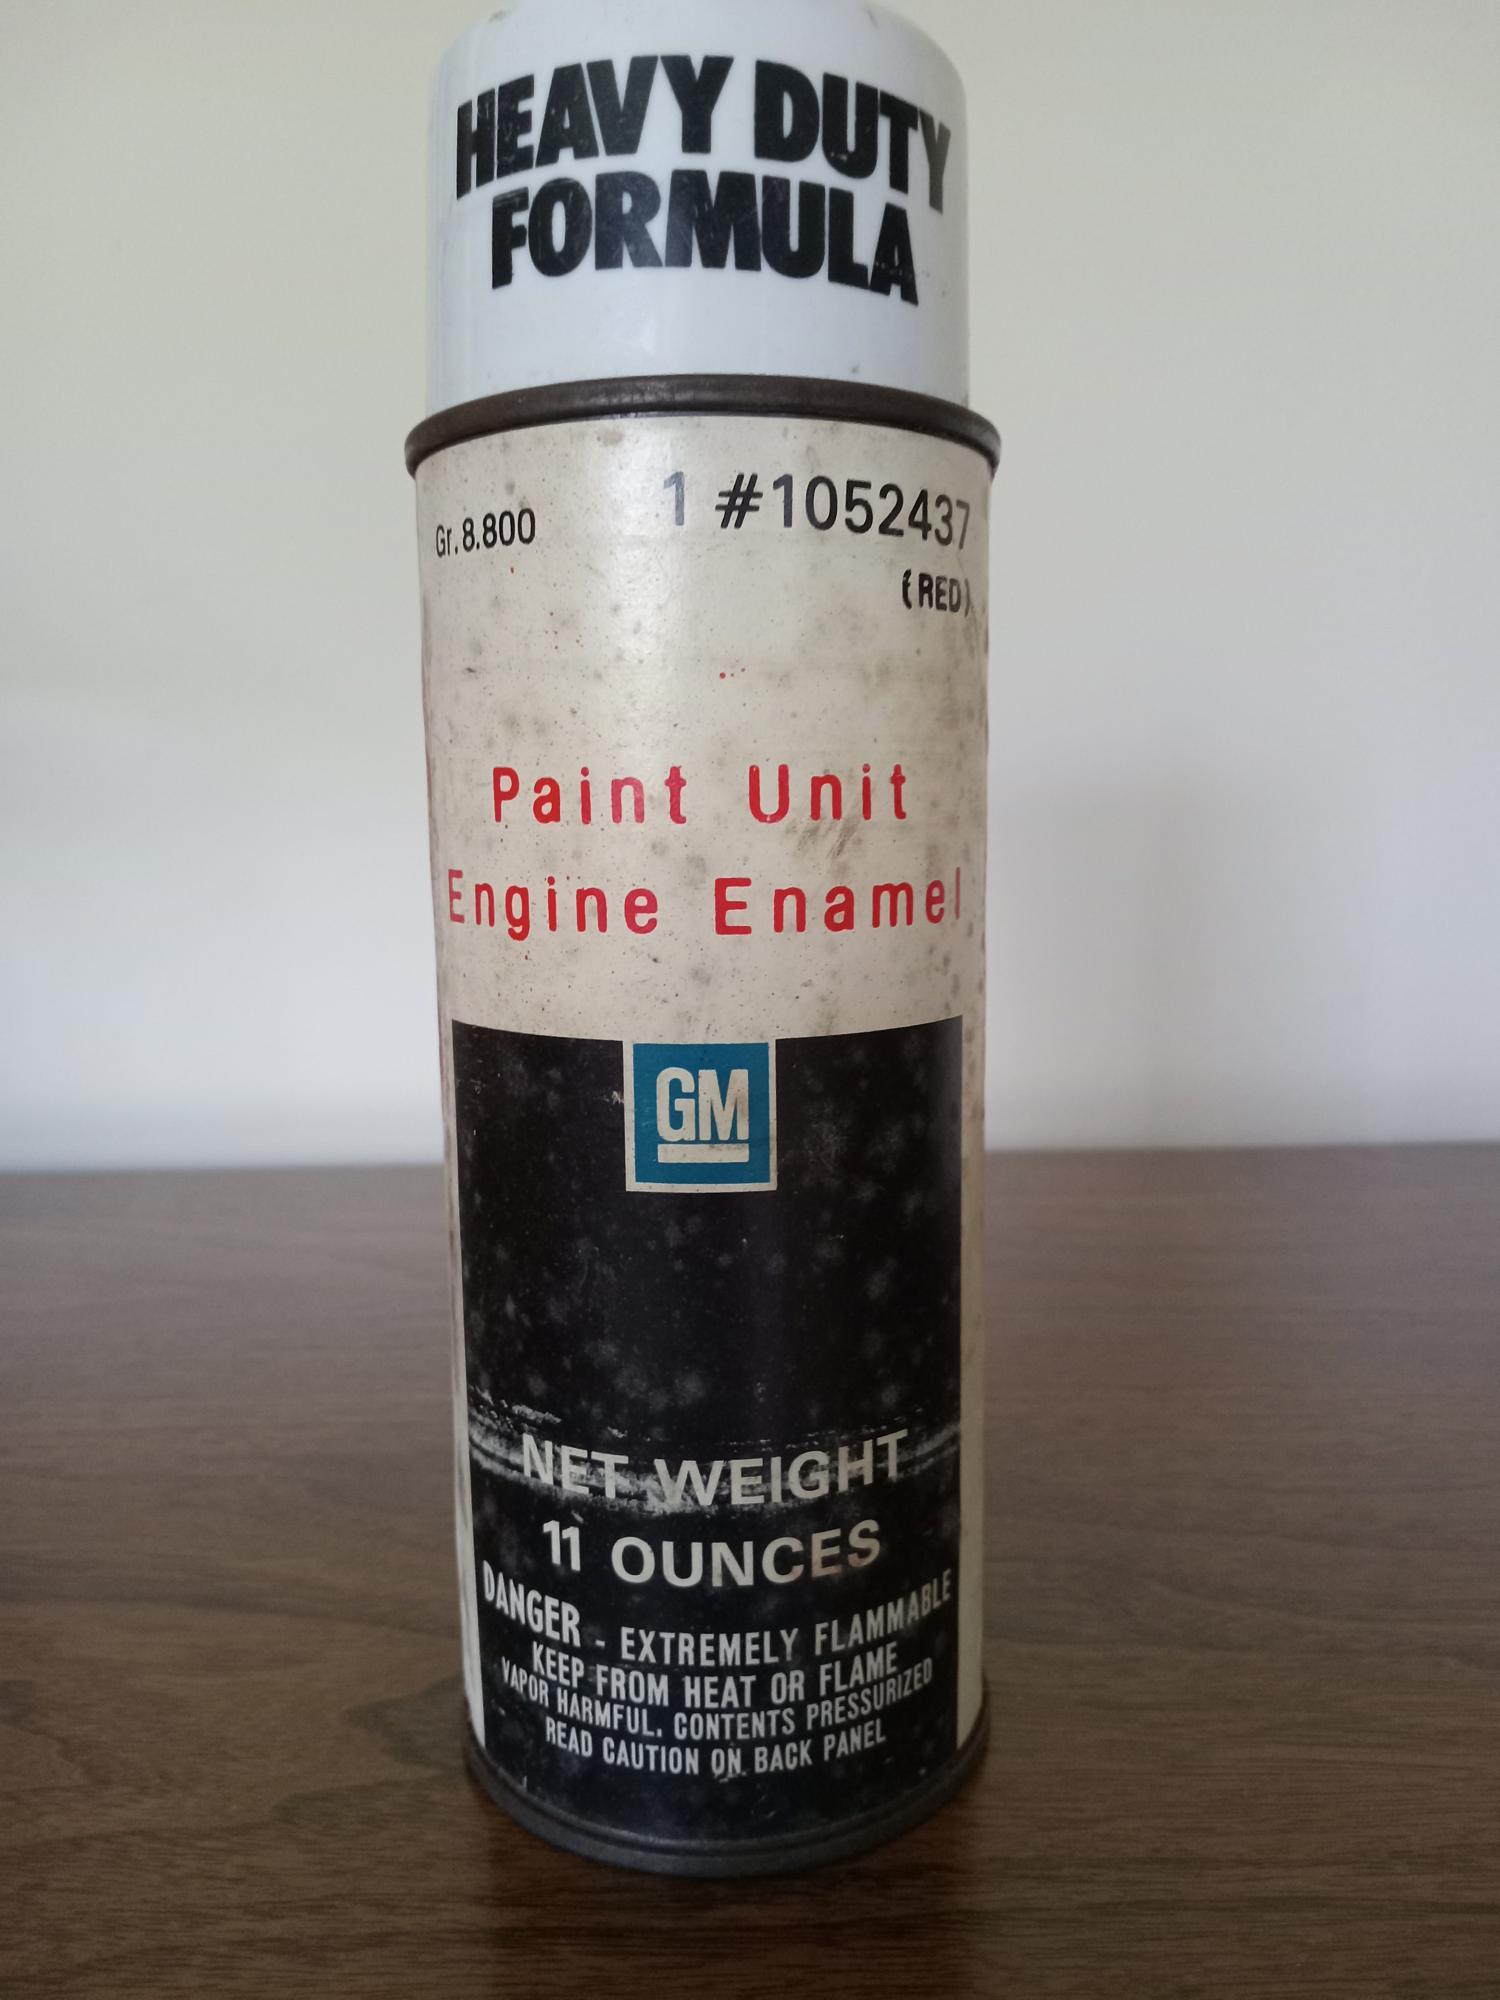 HEAVY DUTY
FORMULA
Gr. 8.800 1 #1052437
(RED)
Paint Unit
Engine Enamel
GM
NET WEIGHT
11 OUNCES
DANGER - EXTREMELY FLAMMABLE
KEEP FROM HEAT OR FLAME
VAPOR HARMFUL. CONTENTS PRESSURIZED
READ CAUTION ON BACK PANEL